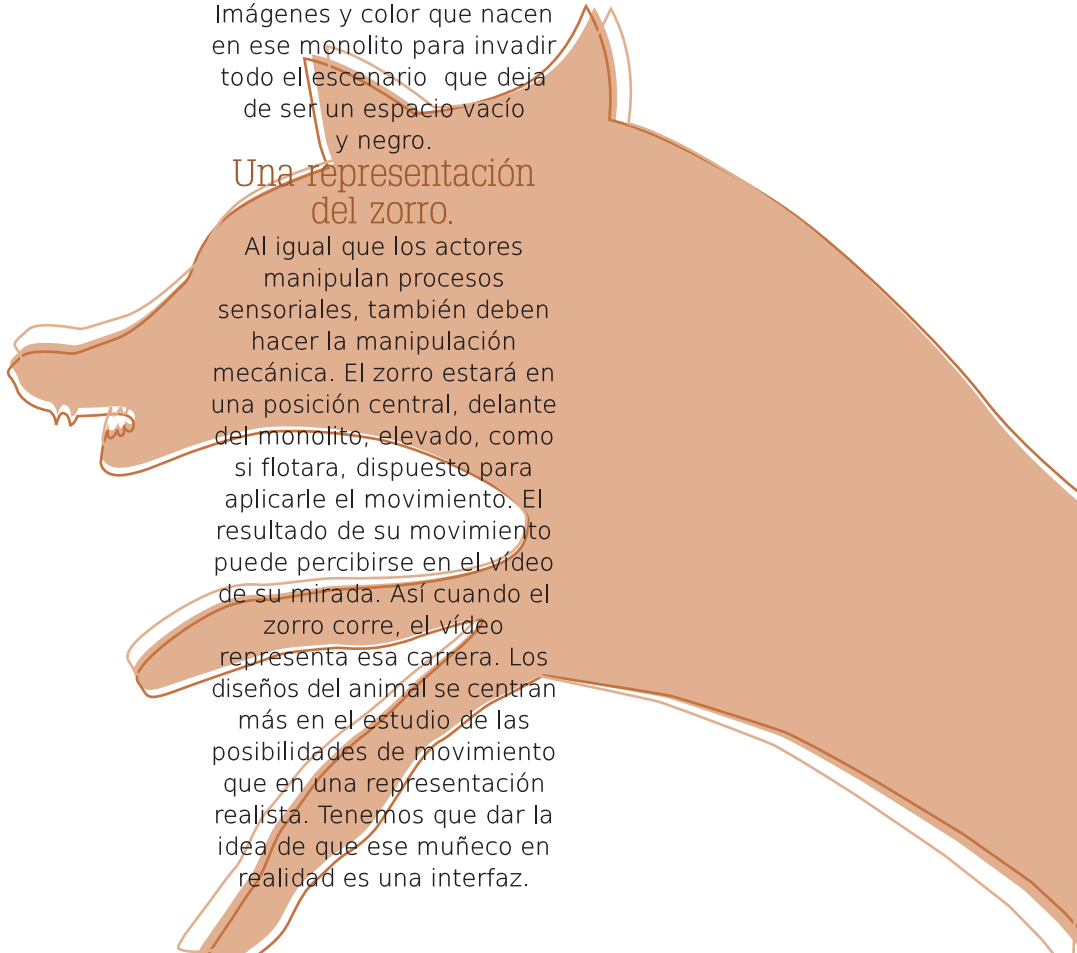 Imágenes y color que nacen
en ese monolito para invadir
todo el escenario que deja
de ser un espacio vacío
y negro.
Una representación
del zorro.
Al igual que los actores
manipulan procesos
sensoriales, también deben
hacer la manipulación
mecánica. El zorro estará en
una posición central, delante
del monolito, elevado, como
si flotara, dispuesto para
aplicarle el movimiento. El
resultado de su movimiento
puede percibirse en el vídeo
de su mirada. Así cuando el
zorro corre, el vídeo
representa esa carrera. Los
diseños del animal se centran
más en el estudio de las
posibilidades de movimiento
que en una representación
realista. Tenemos que dar la
idea de que ese muñeco en
realidad es una interfaz.